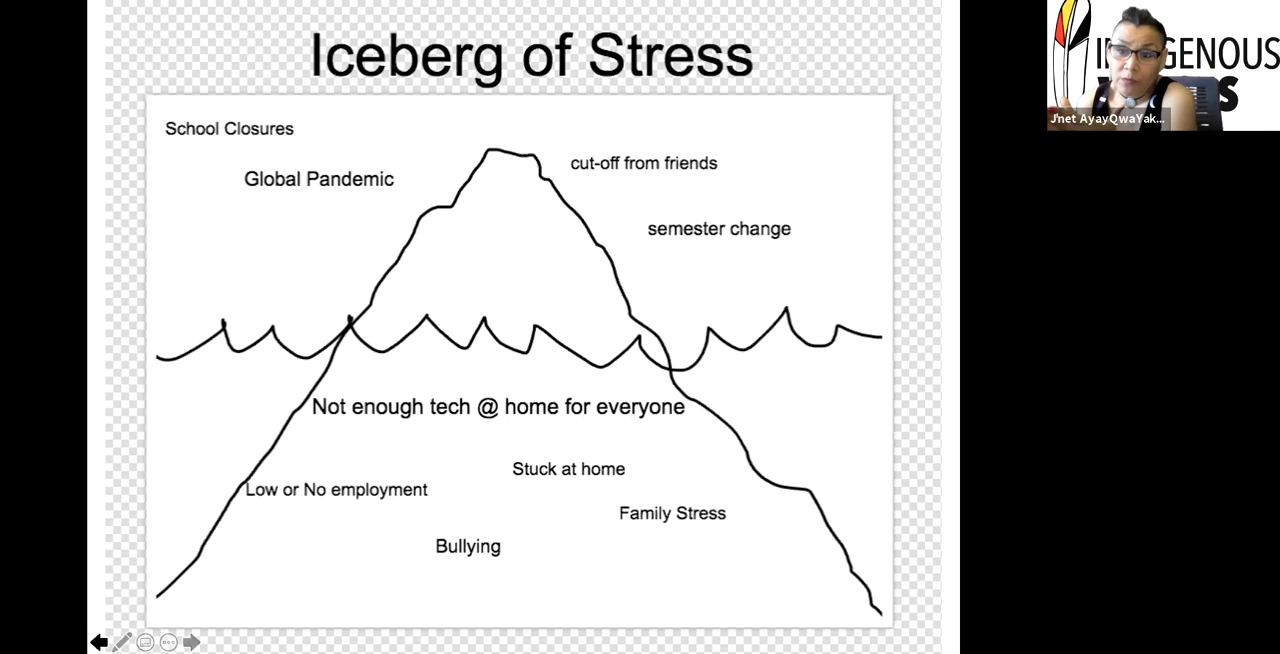 Iceberg of Stress
School Closures
Global Pandemic
cut-off from friends
semester change
Not enough tech @ home for everyone
Low or No employment
Stuck at home
Family Stress
Bullying
J'net AyayQwaYak...